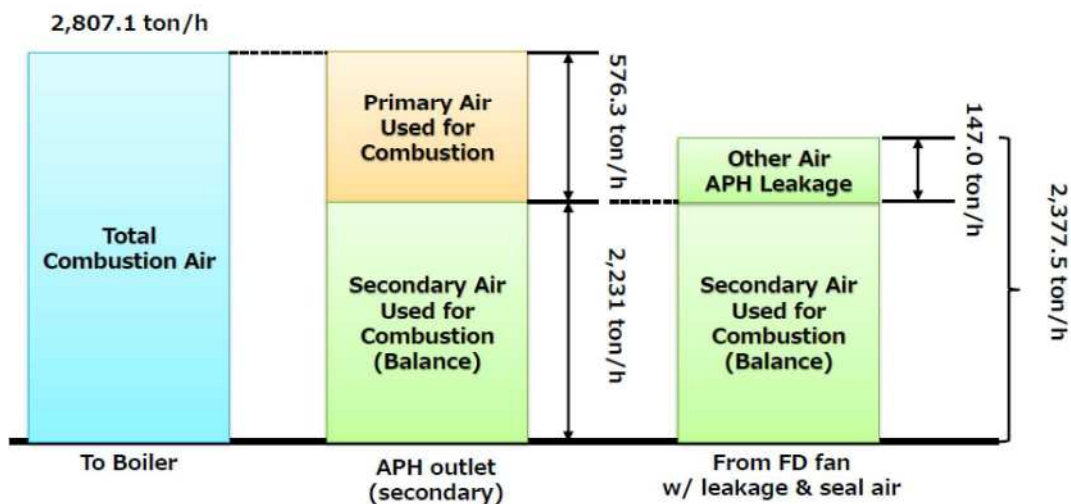 2,807.1 ton/h
Total
Combustion Air
To Boiler
Primary Air
Used for
Combustion
576.3 ton/h
Secondary Air
Used for
Combustion
(Balance)
2,231 ton/h
APH outlet
(secondary)
Other Air
APH Leakage
147.0 ton/h
Secondary Air
Used for
Combustion
(Balance)
2,377.5 ton/h
From FD fan
w/ leakage & seal air